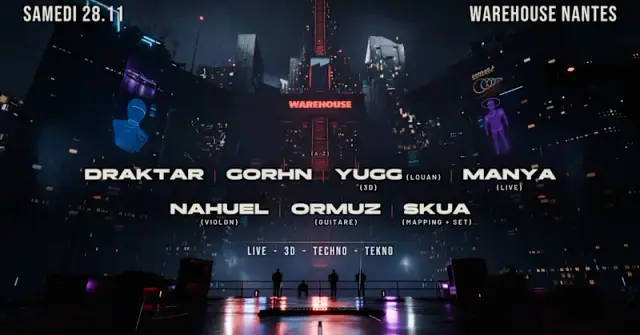 SAMEDI 28.11
WAREHOUSE NANTES
WAREHOUSE
DRAKTAR | GORHN | YUGG (LOUAN) | MANYA
(3D) (LIVE)
NAHUEL | ORMUZ | SKUA
(VIOLON) (GUITARE) (MAPPING + SET)
LIVE - 3D - TECHNO - TEKNO